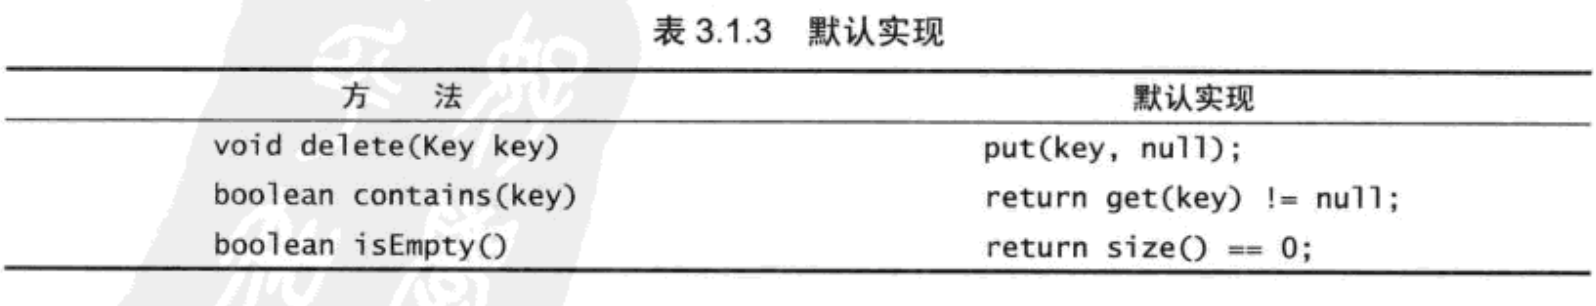 表 3.1.3 默认实现
方 法 默认实现
void delete(Key key) put(key, null);
boolean contains(key) return get(key) != null;
boolean isEmpty() return size() == 0;